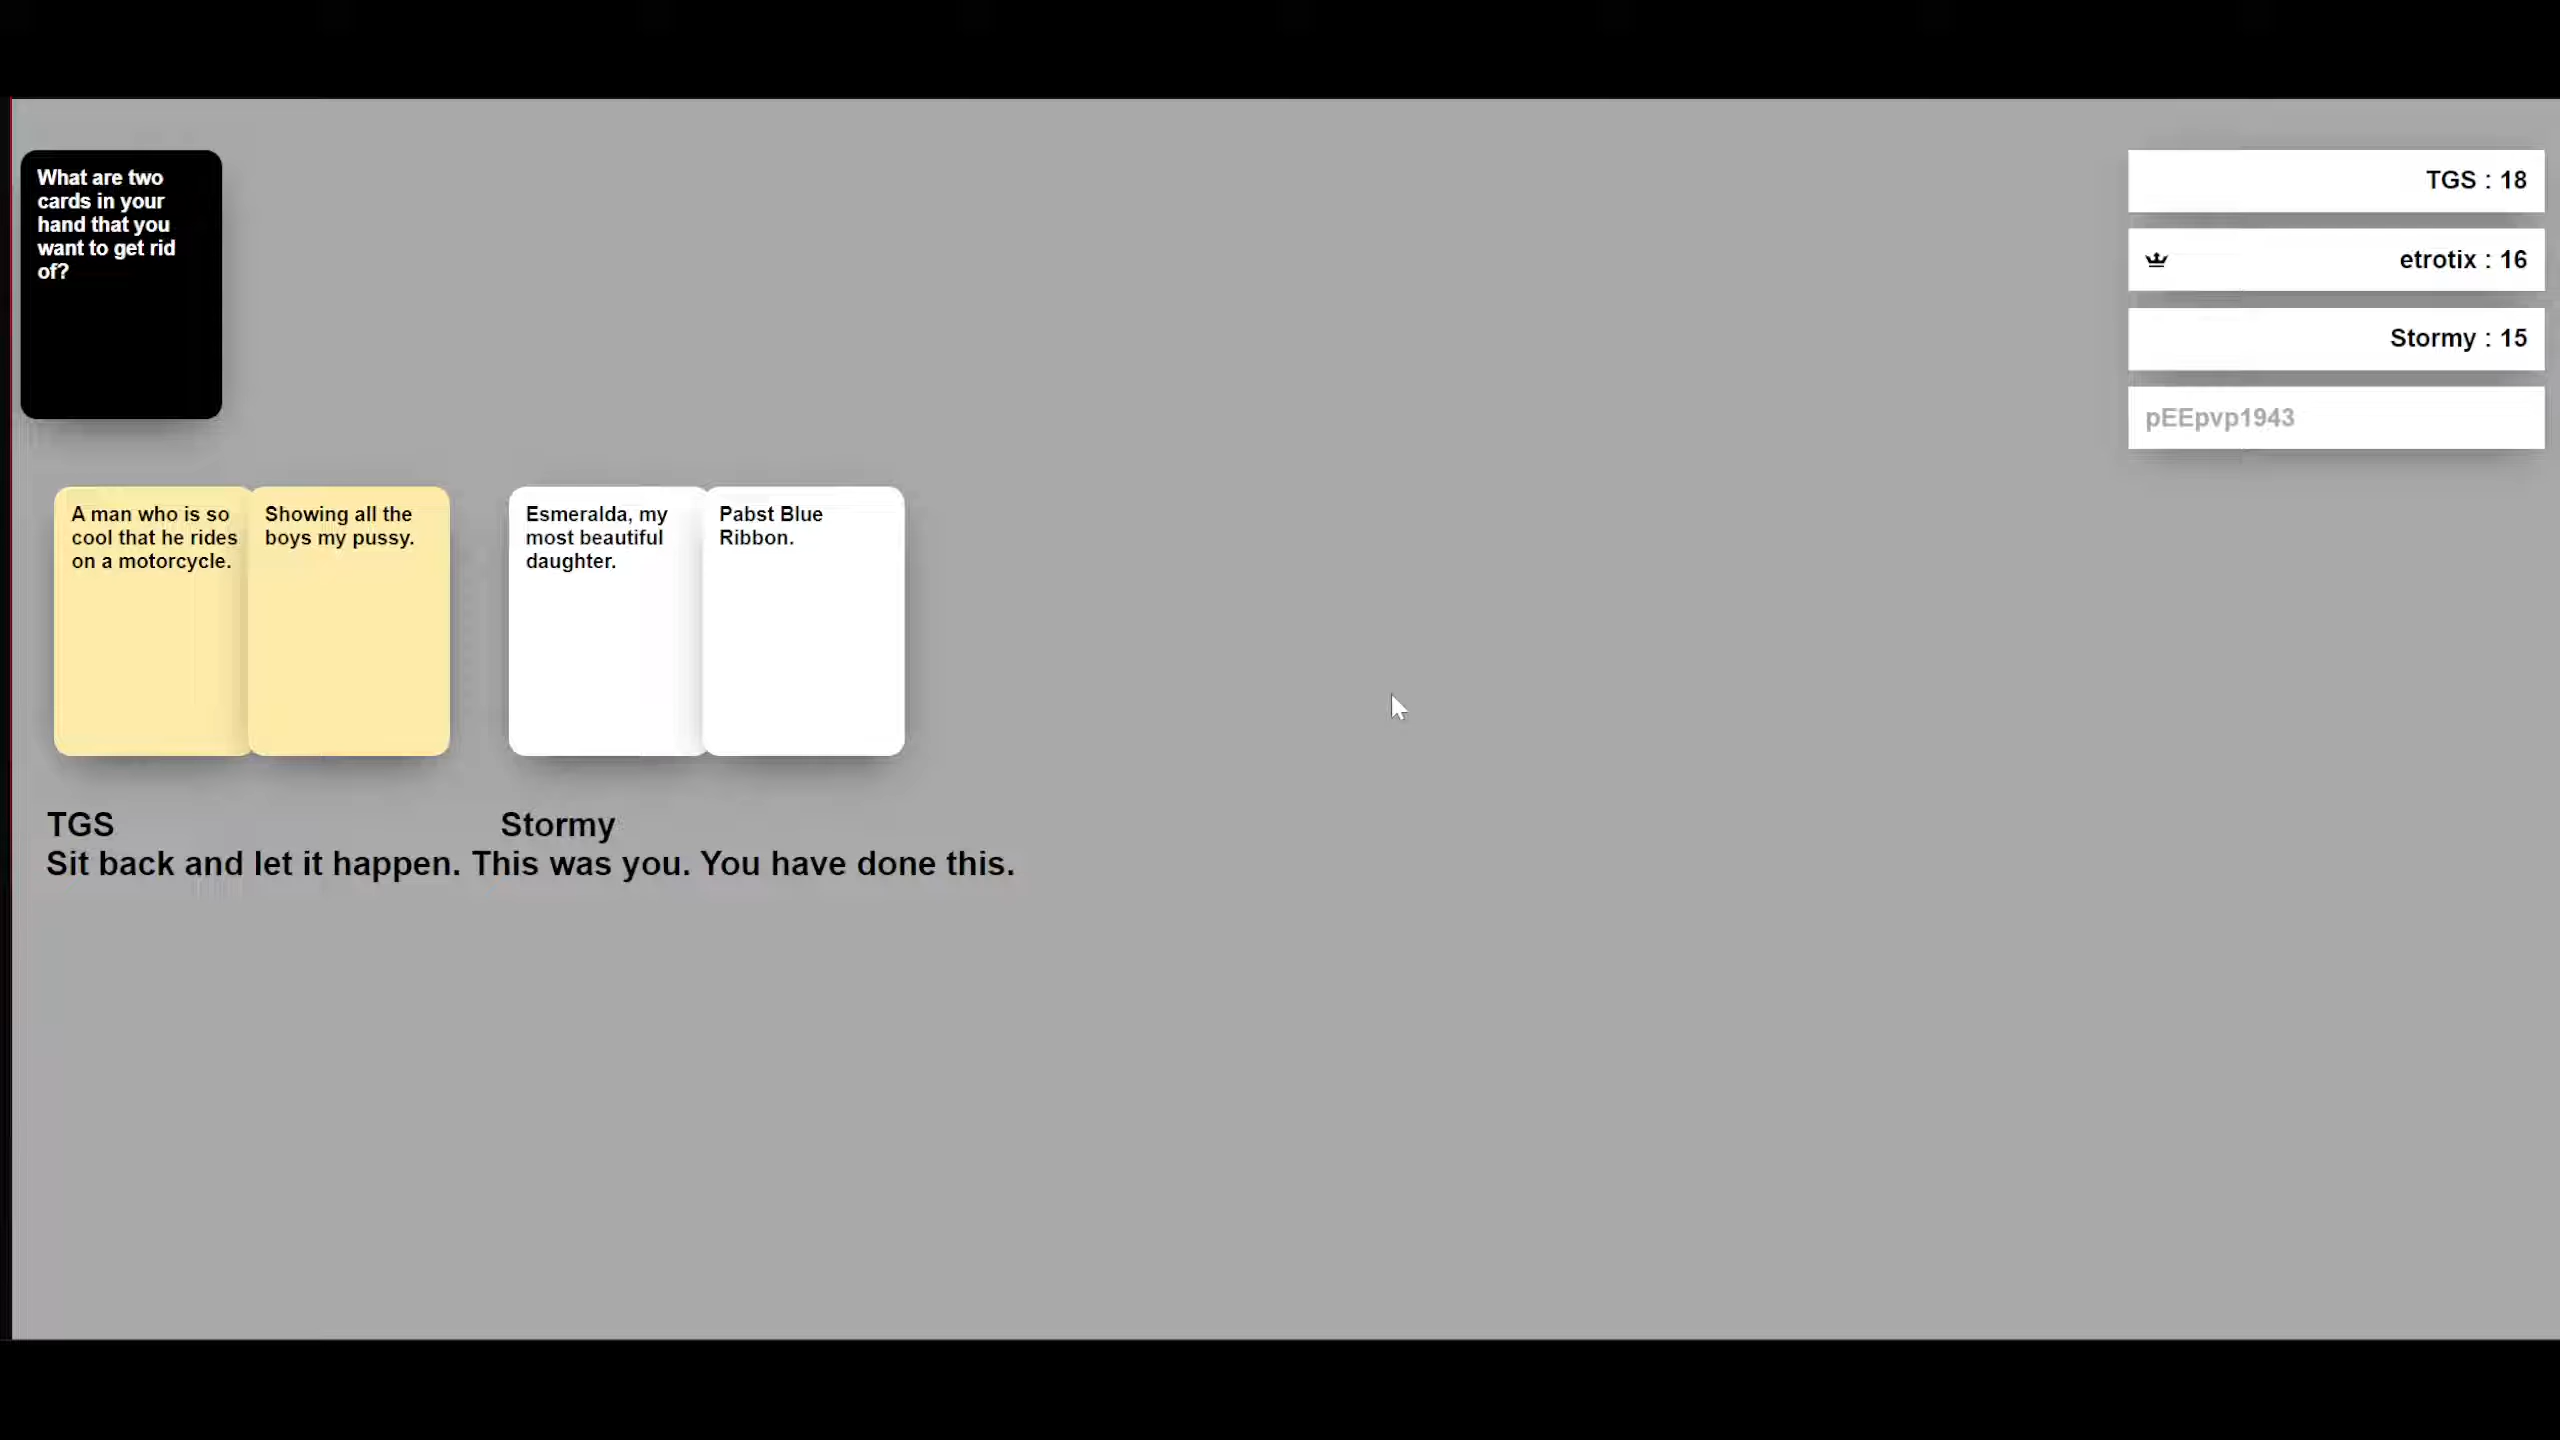 What are two
cards in your
hand that you
want to get rid
of?
TGS : 18
etrotix : 16
Stormy : 15
pEEpvp1943
A man who is so
cool that he rides
on a motorcycle.
Showing all the
boys my pussy.
Esmeralda, my
most beautiful
daughter.
Pabst Blue
Ribbon.
TGS
Stormy
Sit back and let it happen. This was you. You have done this.